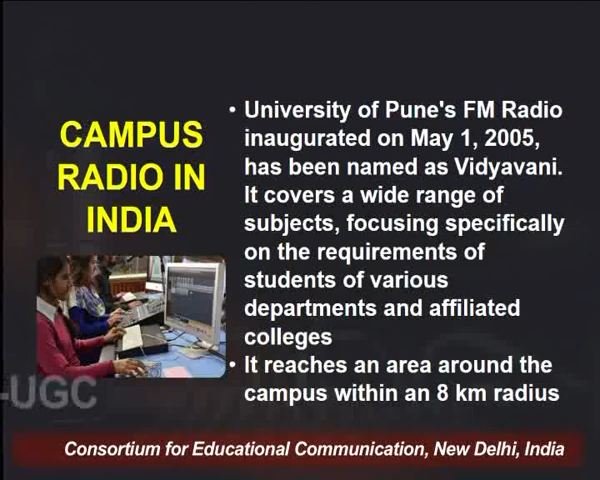 CAMPUS
RADIO IN
INDIA
• University of Pune's FM Radio
inaugurated on May 1, 2005,
has been named as Vidyavani.
It covers a wide range of
subjects, focusing specifically
on the requirements of
students of various
departments and affiliated
colleges
• It reaches an area around the
campus within an 8 km radius
-UGC
Consortium for Educational Communication, New Delhi, India